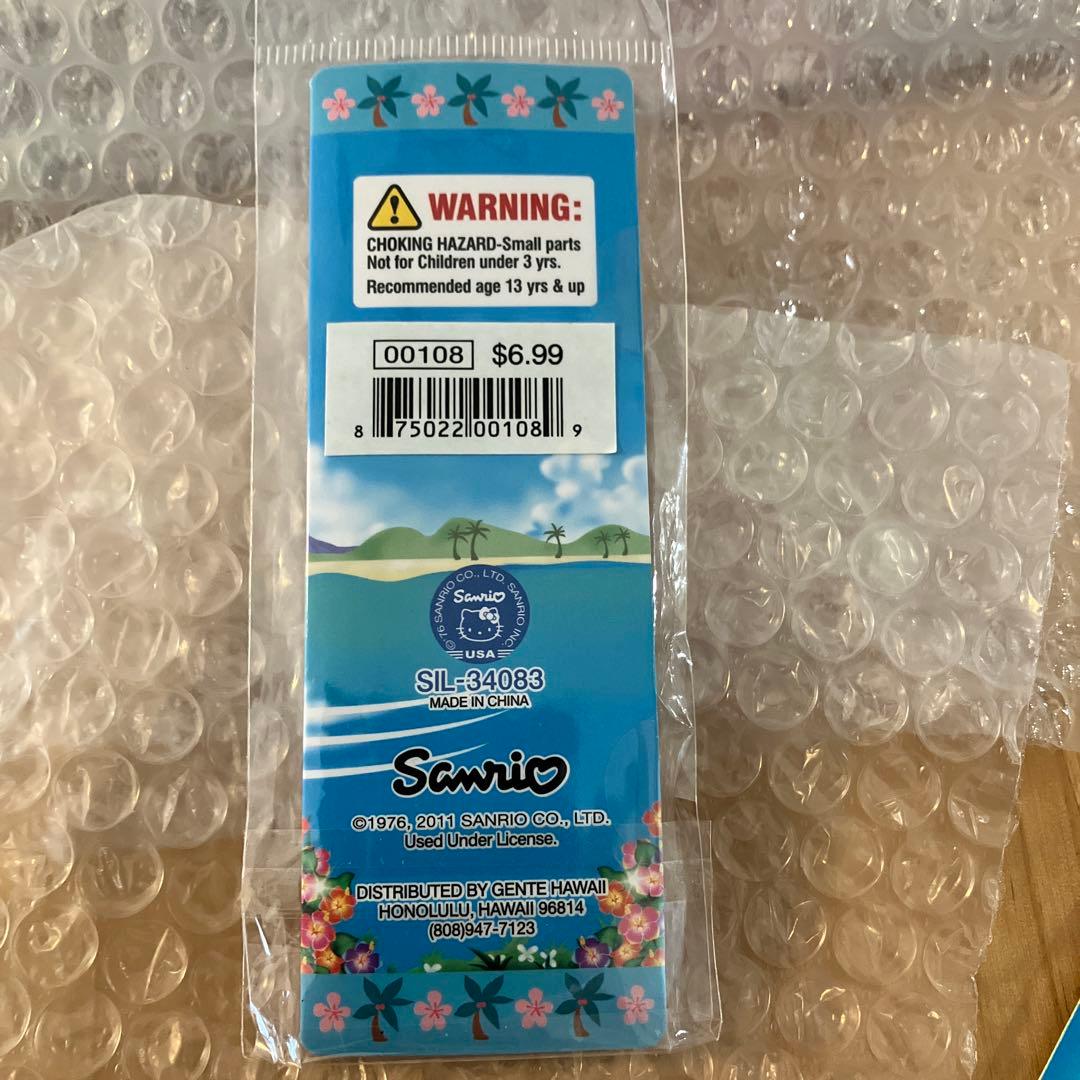 WARNING:
CHOKING HAZARD-Small parts
Not for Children under 3 yrs.
Recommended age 13 yrs & up
00108 $6.99
8 75022 00108 9
©'76 SANRIO CO., LTD. SANRIO INC.
Sanrio
USA
SIL-34083
MADE IN CHINA
Sanrio
©1976, 2011 SANRIO CO., LTD.
Used Under License.
DISTRIBUTED BY GENTE HAWAII
HONOLULU, HAWAII 96814
(808)947-7123